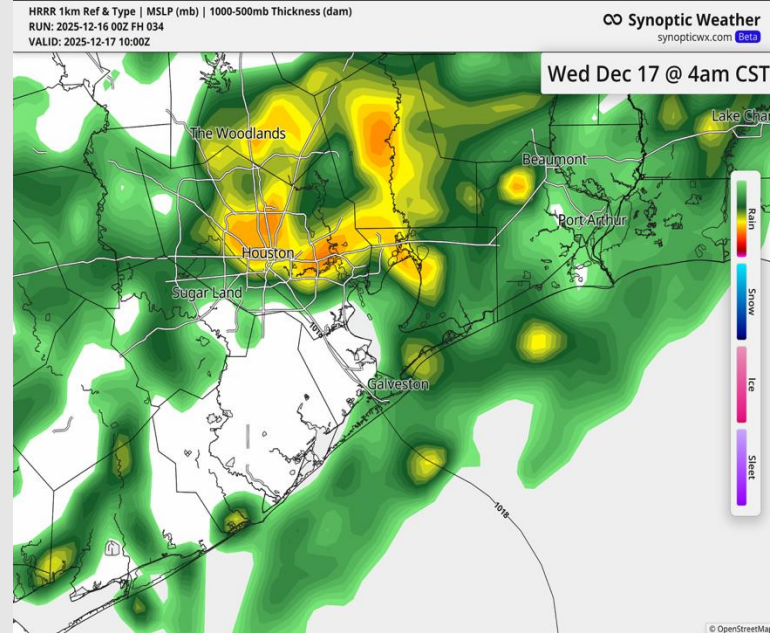 HRRR 1km Ref & Type | MSLP (mb) | 1000-500mb Thickness (dam)
RUN: 2025-12-16 00Z FH 034
VALID: 2025-12-17 10:00Z
Synoptic Weather
synopticwx.com Beta
Wed Dec 17 @ 4am CST
Lake Char
The Woodlands
Beaumont
Port Arthur
Houston
Sugar Land
Galveston
1018
1018
Rain
Snow
Ice
Sleet
© OpenStreetMap